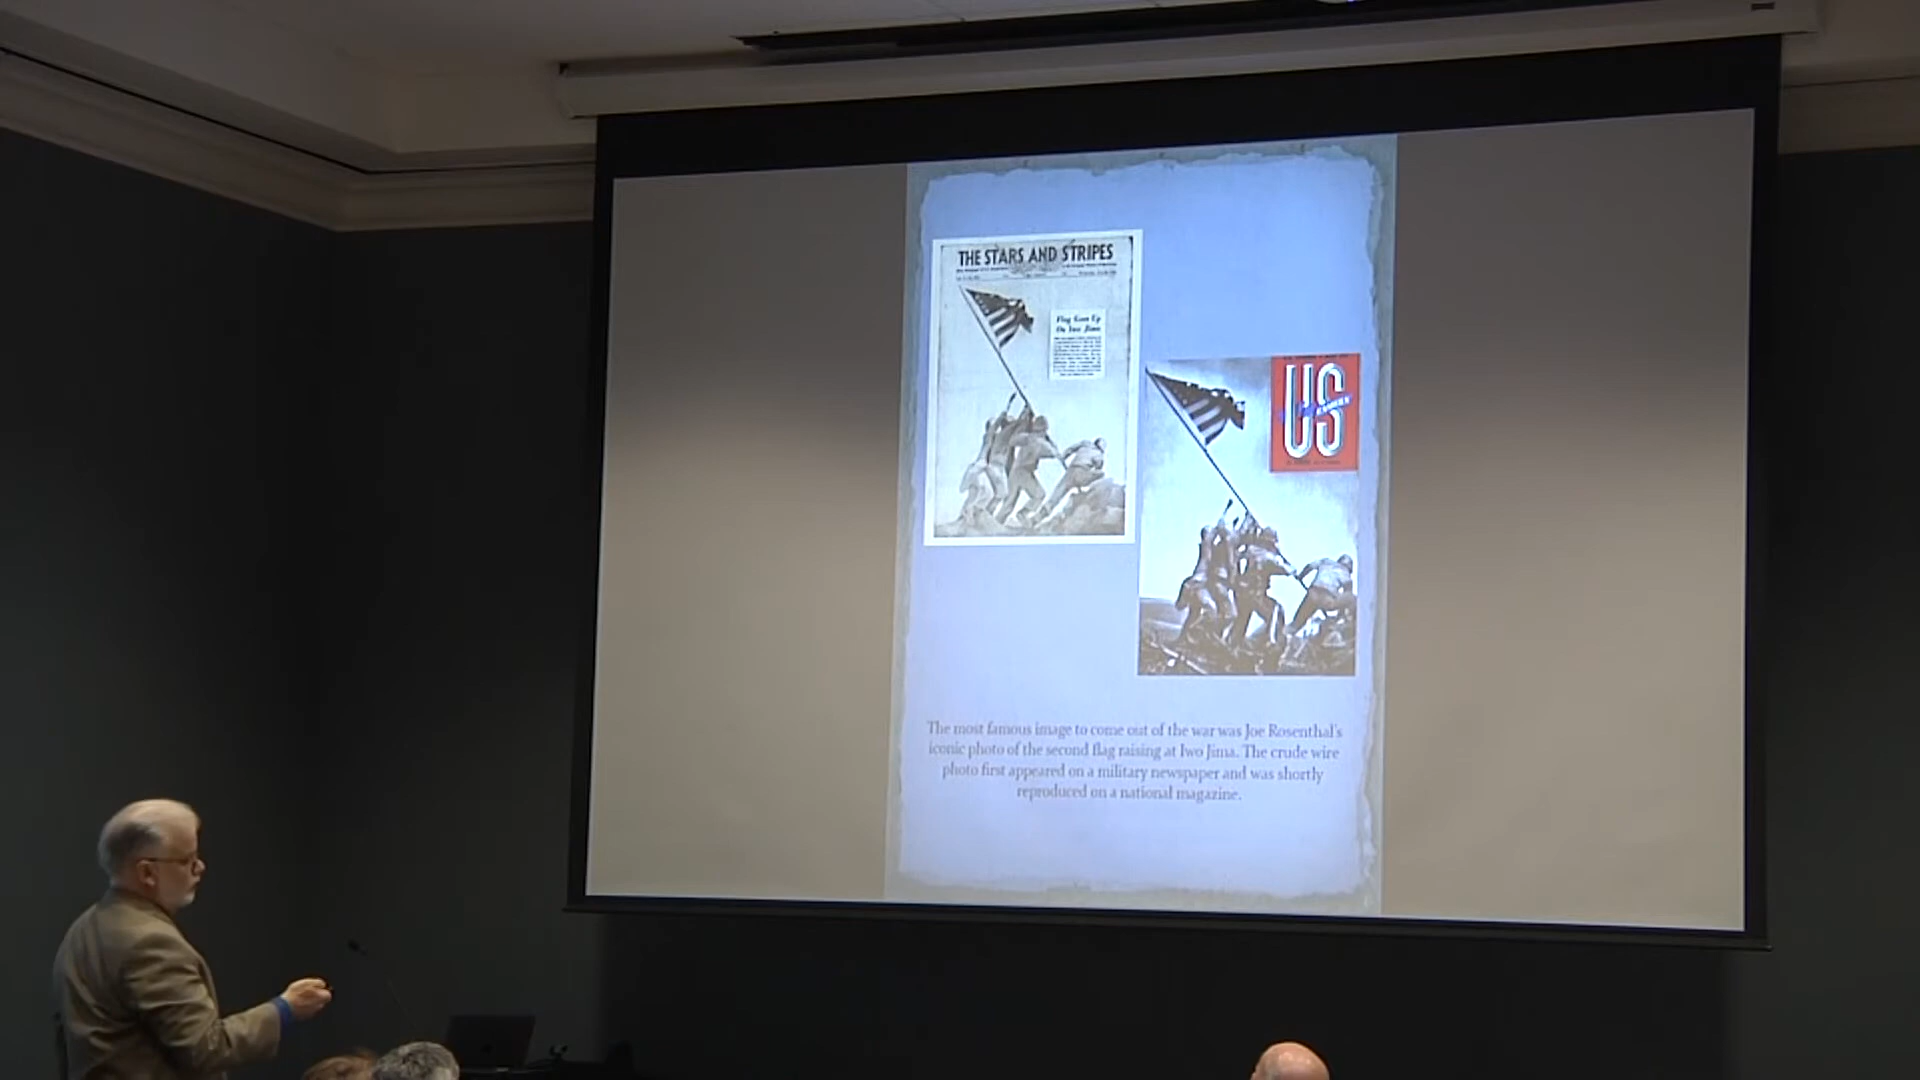 THE STARS AND STRIPES
Flag Goes Up
On Iwo Jima
US
The most famous image to come out of the war was Joe Rosenthal's
iconic photo of the second flag raising at Iwo Jima. The crude wire
photo first appeared on a military newspaper and was shortly
reproduced on a national magazine.